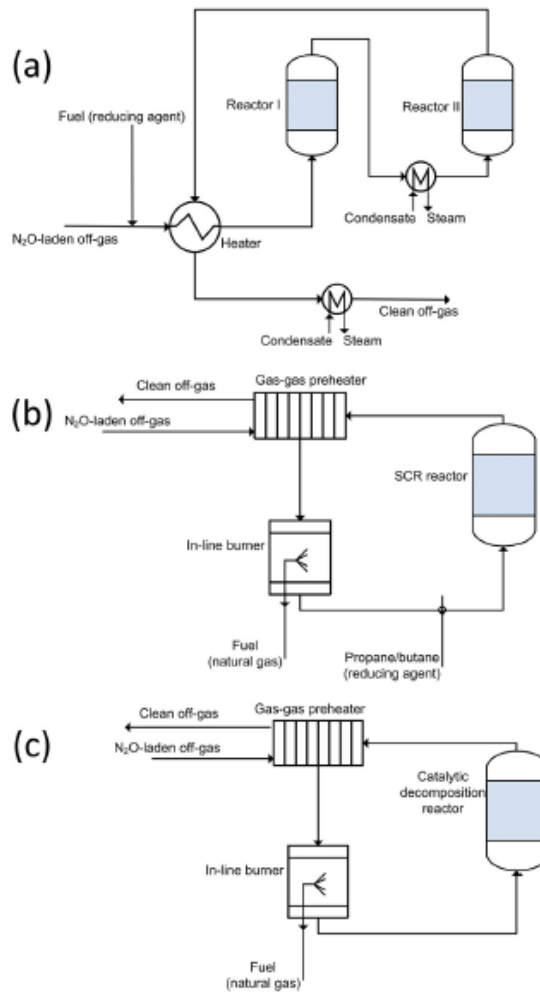 (a)
Fuel (reducing agent)
Reactor I
Reactor II
N₂O-laden off-gas
Heater
Condensate
Steam
Clean off-gas
Condensate
Steam
(b)
Gas-gas preheater
Clean off-gas
N₂O-laden off-gas
SCR reactor
In-line burner
Fuel
(natural gas)
Propane/butane
(reducing agent)
(c)
Gas-gas preheater
Clean off-gas
N₂O-laden off-gas
Catalytic
decomposition
reactor
In-line burner
Fuel
(natural gas)